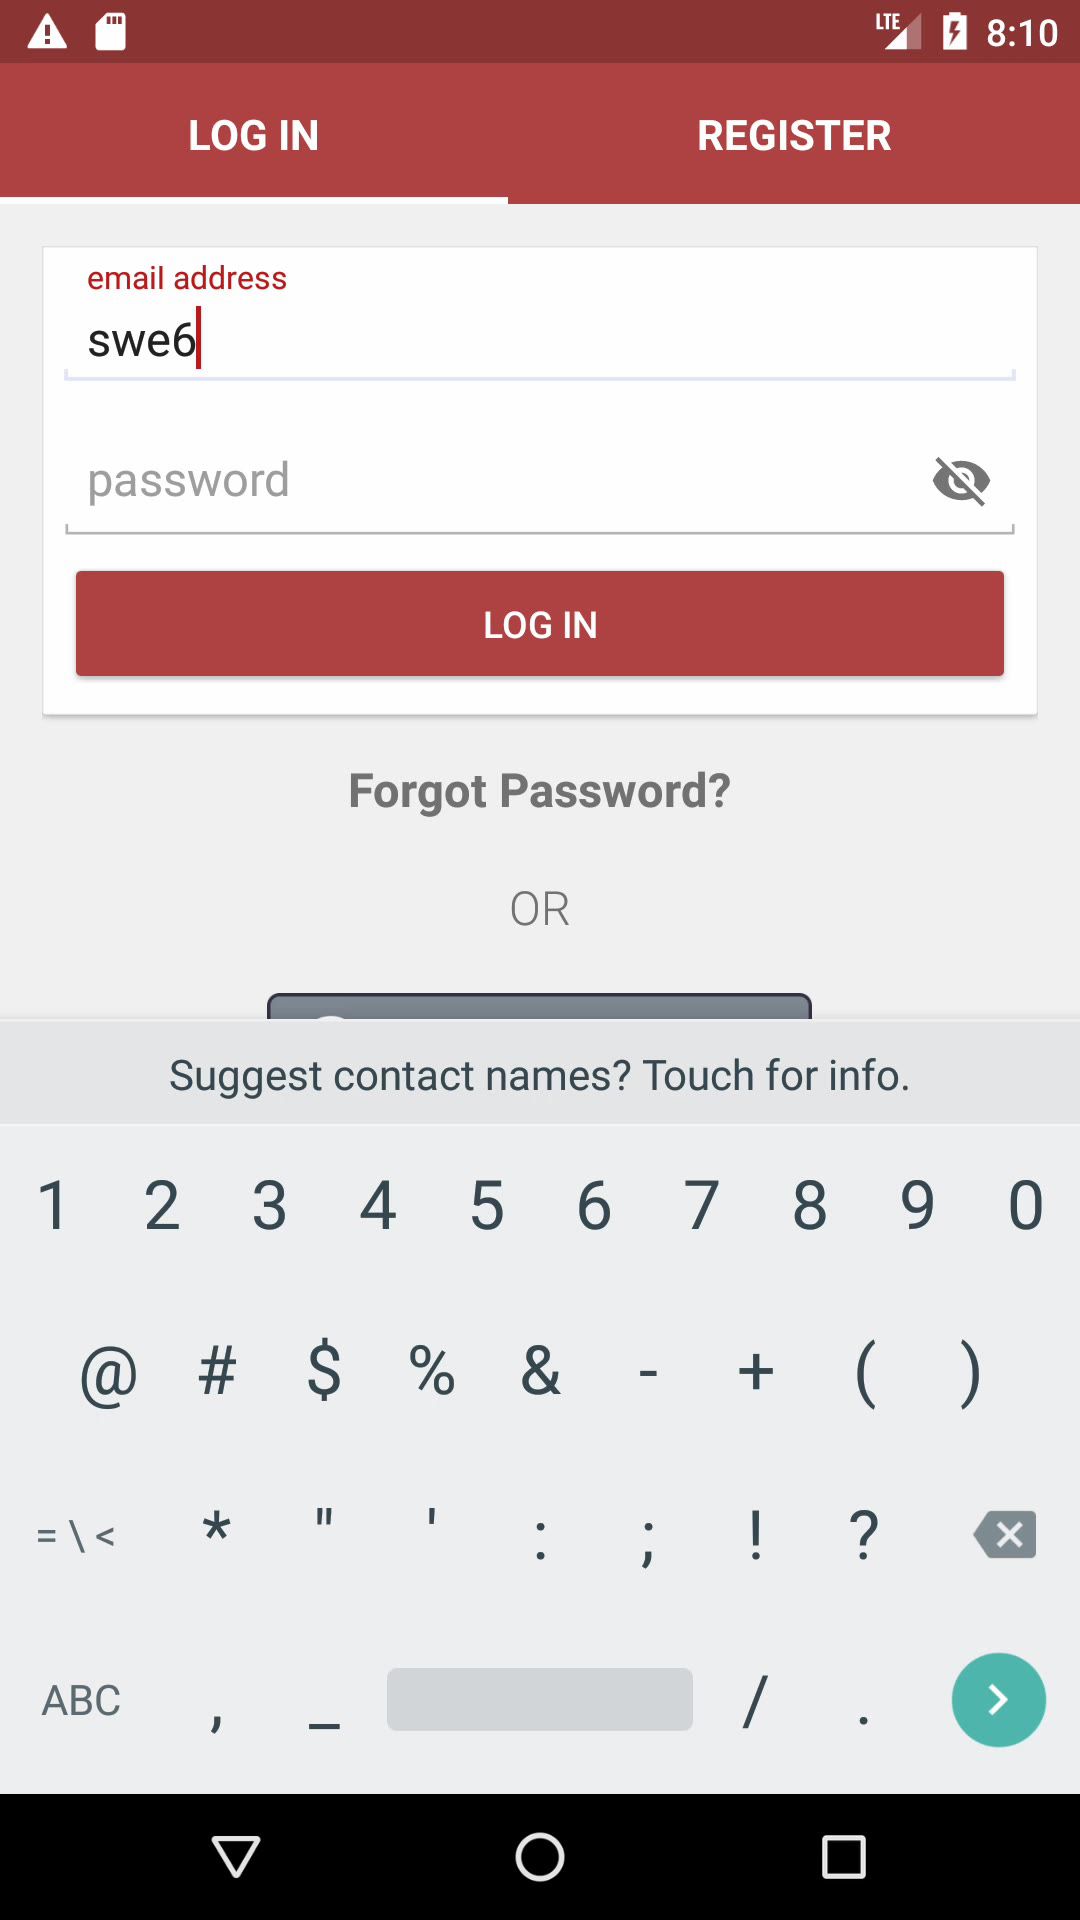 LTE 8:10
LOG IN REGISTER
email address
swe6
password
LOG IN
Forgot Password?
OR
Suggest contact names? Touch for info.
1 2 3 4 5 6 7 8 9 0
@ # $ % & - + ( )
= \ < * " ' : ; ! ?
ABC , _ / .